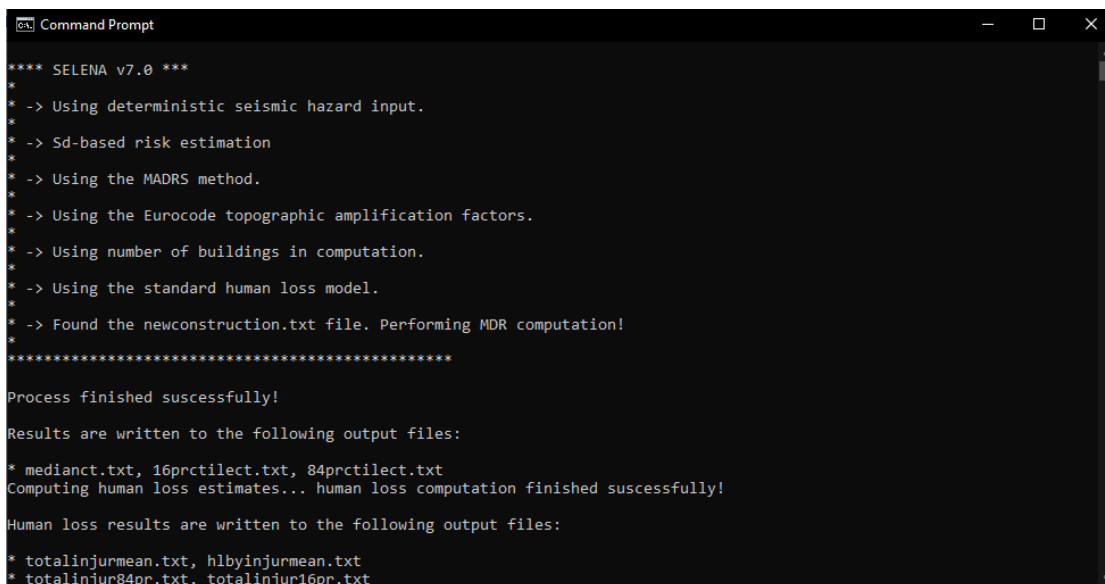 Command Prompt
**** SELENA v7.0 ***
*
* -> Using deterministic seismic hazard input.
*
* -> Sd-based risk estimation
*
* -> Using the MADRS method.
*
* -> Using the Eurocode topographic amplification factors.
*
* -> Using number of buildings in computation.
*
* -> Using the standard human loss model.
*
* -> Found the newconstruction.txt file. Performing MDR computation!
*
*************************************************
Process finished suscessfully!
Results are written to the following output files:
* medianct.txt, 16prctilect.txt, 84prctilect.txt
Computing human loss estimates... human loss computation finished suscessfully!
Human loss results are written to the following output files:
* totalinjurmean.txt, hlbyinjurmean.txt
* totalinjur84pr.txt, totalinjur16pr.txt